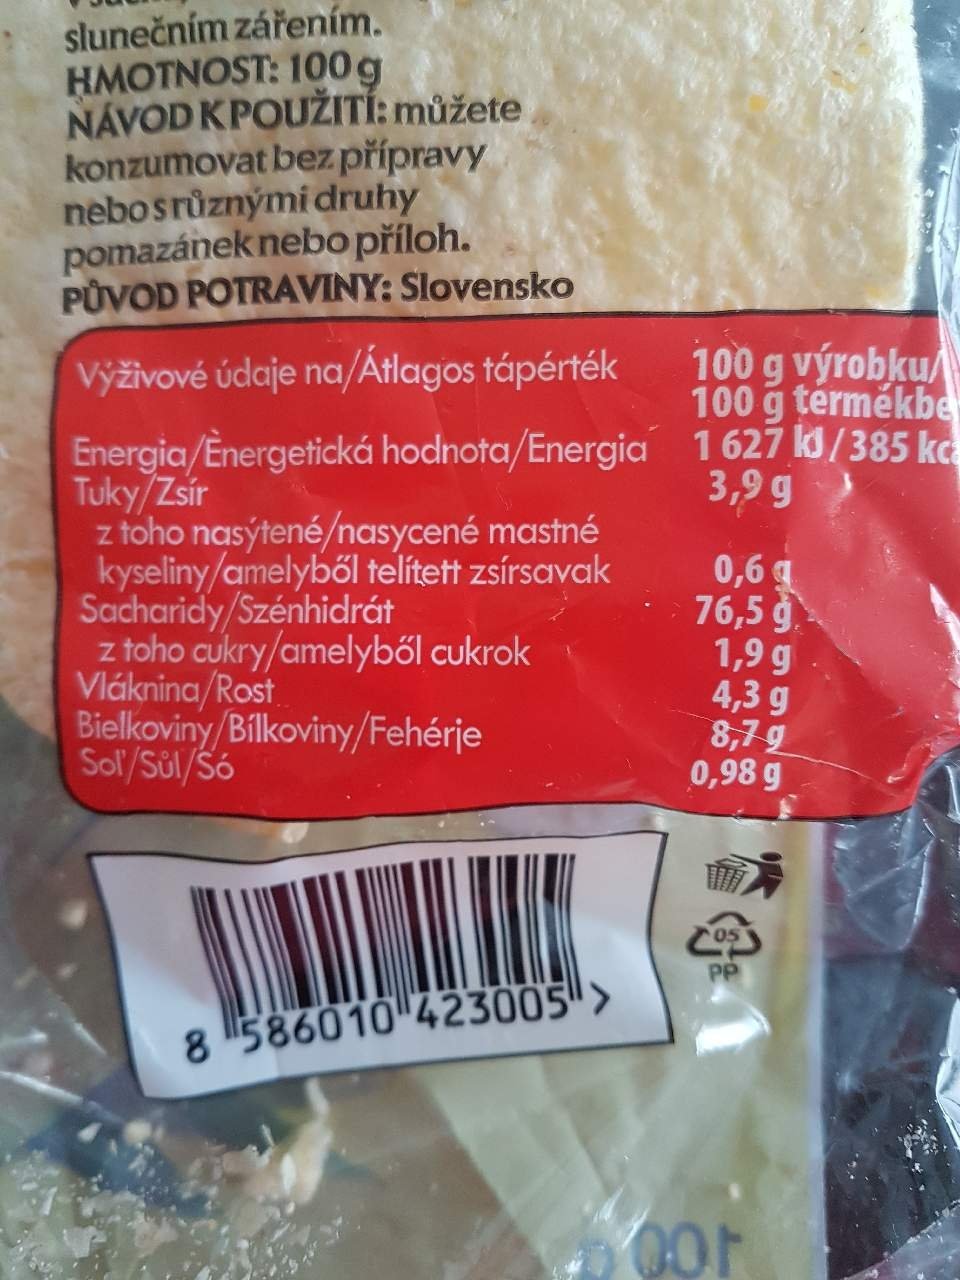 slunečním zářením.
HMOTNOST: 100 g
NÁVOD K POUŽITÍ: můžete
konzumovat bez přípravy
nebo s různými druhy
pomazánek nebo příloh.
PŮVOD POTRAVINY: Slovensko
Výživové údaje na/Átlagos tápérték 100 g výrobku/
100 g termékbe
Energia/Ènergetická hodnota/Energia 1 627 kJ / 385 kc
Tuky/Zsír 3,9 g
z toho nasýtené/nasycené mastné
kyseliny/amelyből telített zsírsavak 0,6 g
Sacharidy/Szénhidrát 76,5 g
z toho cukry/amelyből cukrok 1,9 g
Vláknina/Rost 4,3 g
Bielkoviny/Bílkoviny/Fehérje 8,7 g
Soľ/Sůl/Só 0,98 g
8 586010 423005 >
05
PP
100 g